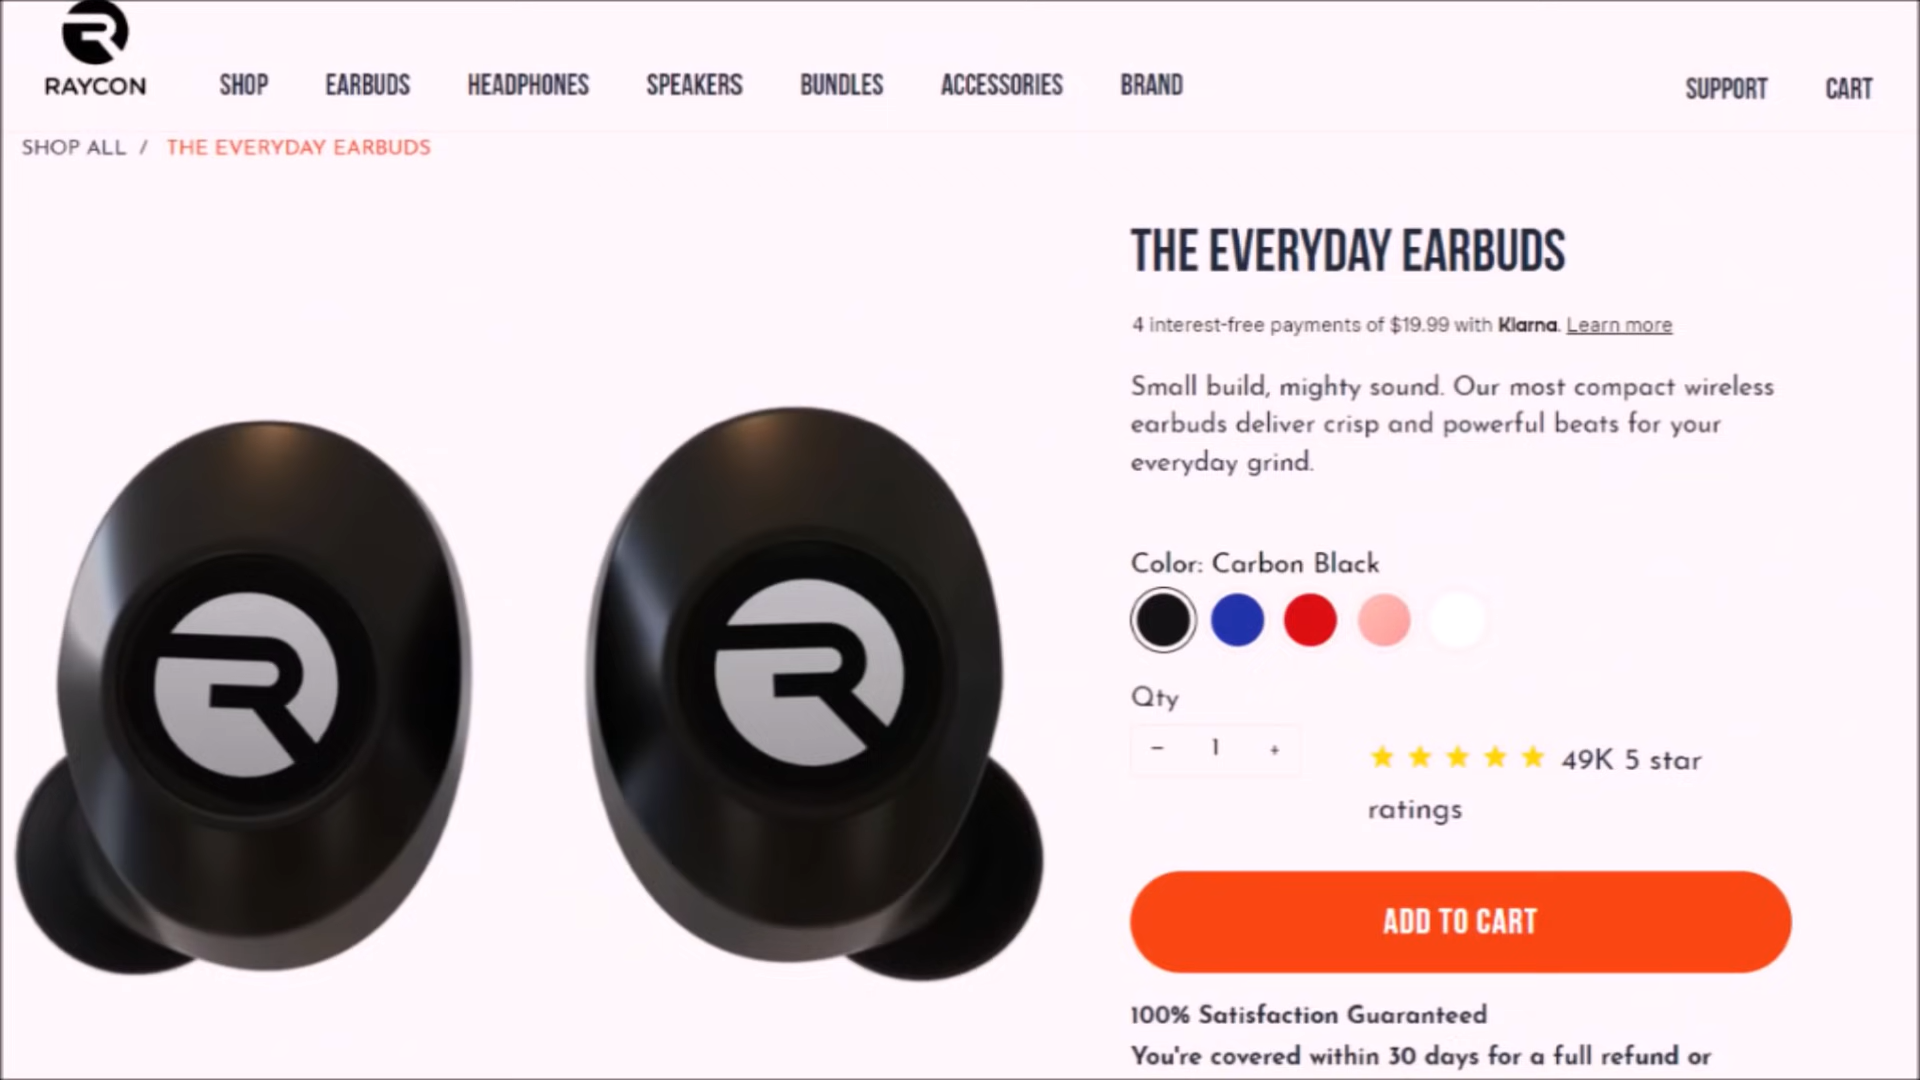 RAYCON
SHOP EARBUDS HEADPHONES SPEAKERS BUNDLES ACCESSORIES BRAND SUPPORT CART
SHOP ALL / THE EVERYDAY EARBUDS
THE EVERYDAY EARBUDS
4 interest-free payments of $19.99 with Klarna. Learn more
Small build, mighty sound. Our most compact wireless
earbuds deliver crisp and powerful beats for your
everyday grind.
Color: Carbon Black
Qty
− 1 +
49K 5 star
ratings
ADD TO CART
100% Satisfaction Guaranteed
You're covered within 30 days for a full refund or